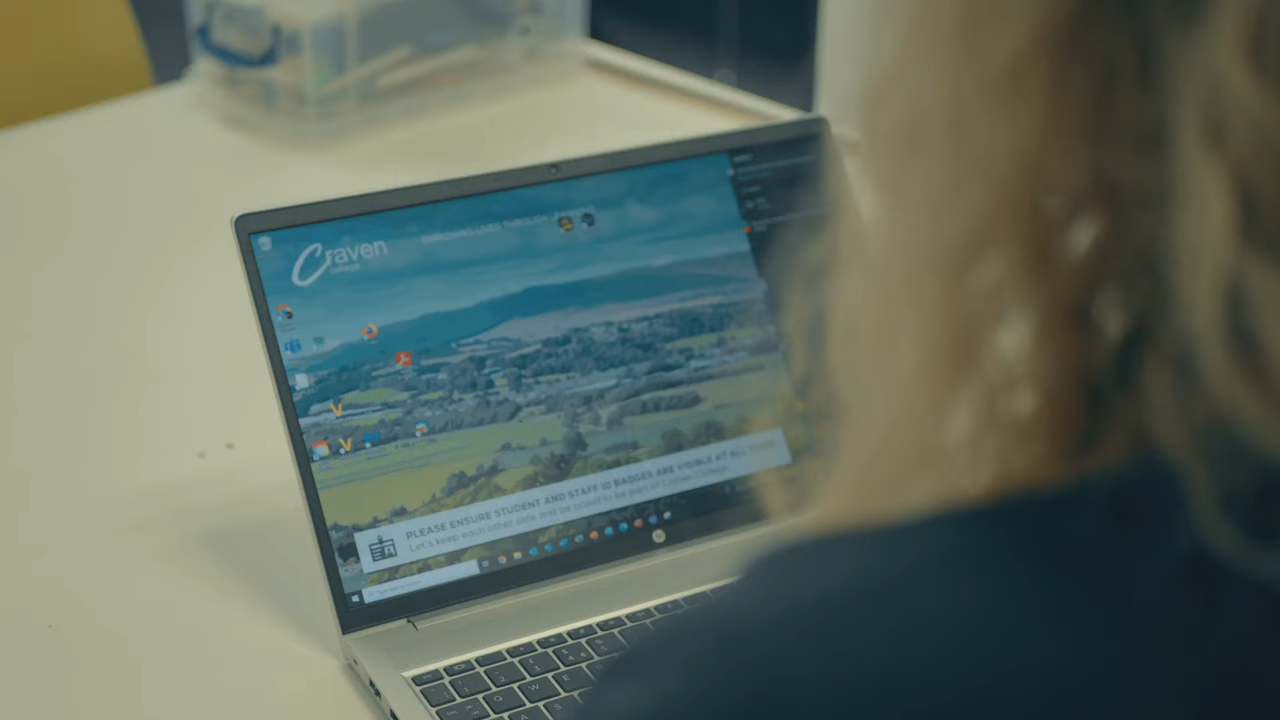 Craven
College
PLEASE ENSURE STUDENT AND STAFF ID BADGES ARE VISIBLE AT ALL
Let's keep each other safe and be proud to be part of Craven College
hp
Q W E
A S